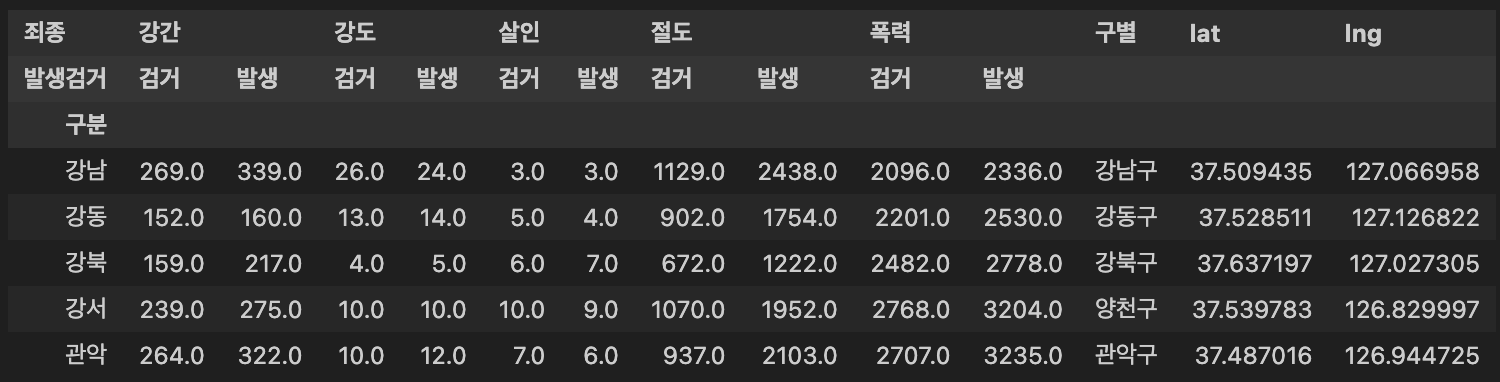 죄종 강간 강도 살인 절도 폭력 구별 lat lng
발생검거 검거 발생 검거 발생 검거 발생 검거 발생 검거 발생
구분
강남 269.0 339.0 26.0 24.0 3.0 3.0 1129.0 2438.0 2096.0 2336.0 강남구 37.509435 127.066958
강동 152.0 160.0 13.0 14.0 5.0 4.0 902.0 1754.0 2201.0 2530.0 강동구 37.528511 127.126822
강북 159.0 217.0 4.0 5.0 6.0 7.0 672.0 1222.0 2482.0 2778.0 강북구 37.637197 127.027305
강서 239.0 275.0 10.0 10.0 10.0 9.0 1070.0 1952.0 2768.0 3204.0 양천구 37.539783 126.829997
관악 264.0 322.0 10.0 12.0 7.0 6.0 937.0 2103.0 2707.0 3235.0 관악구 37.487016 126.944725